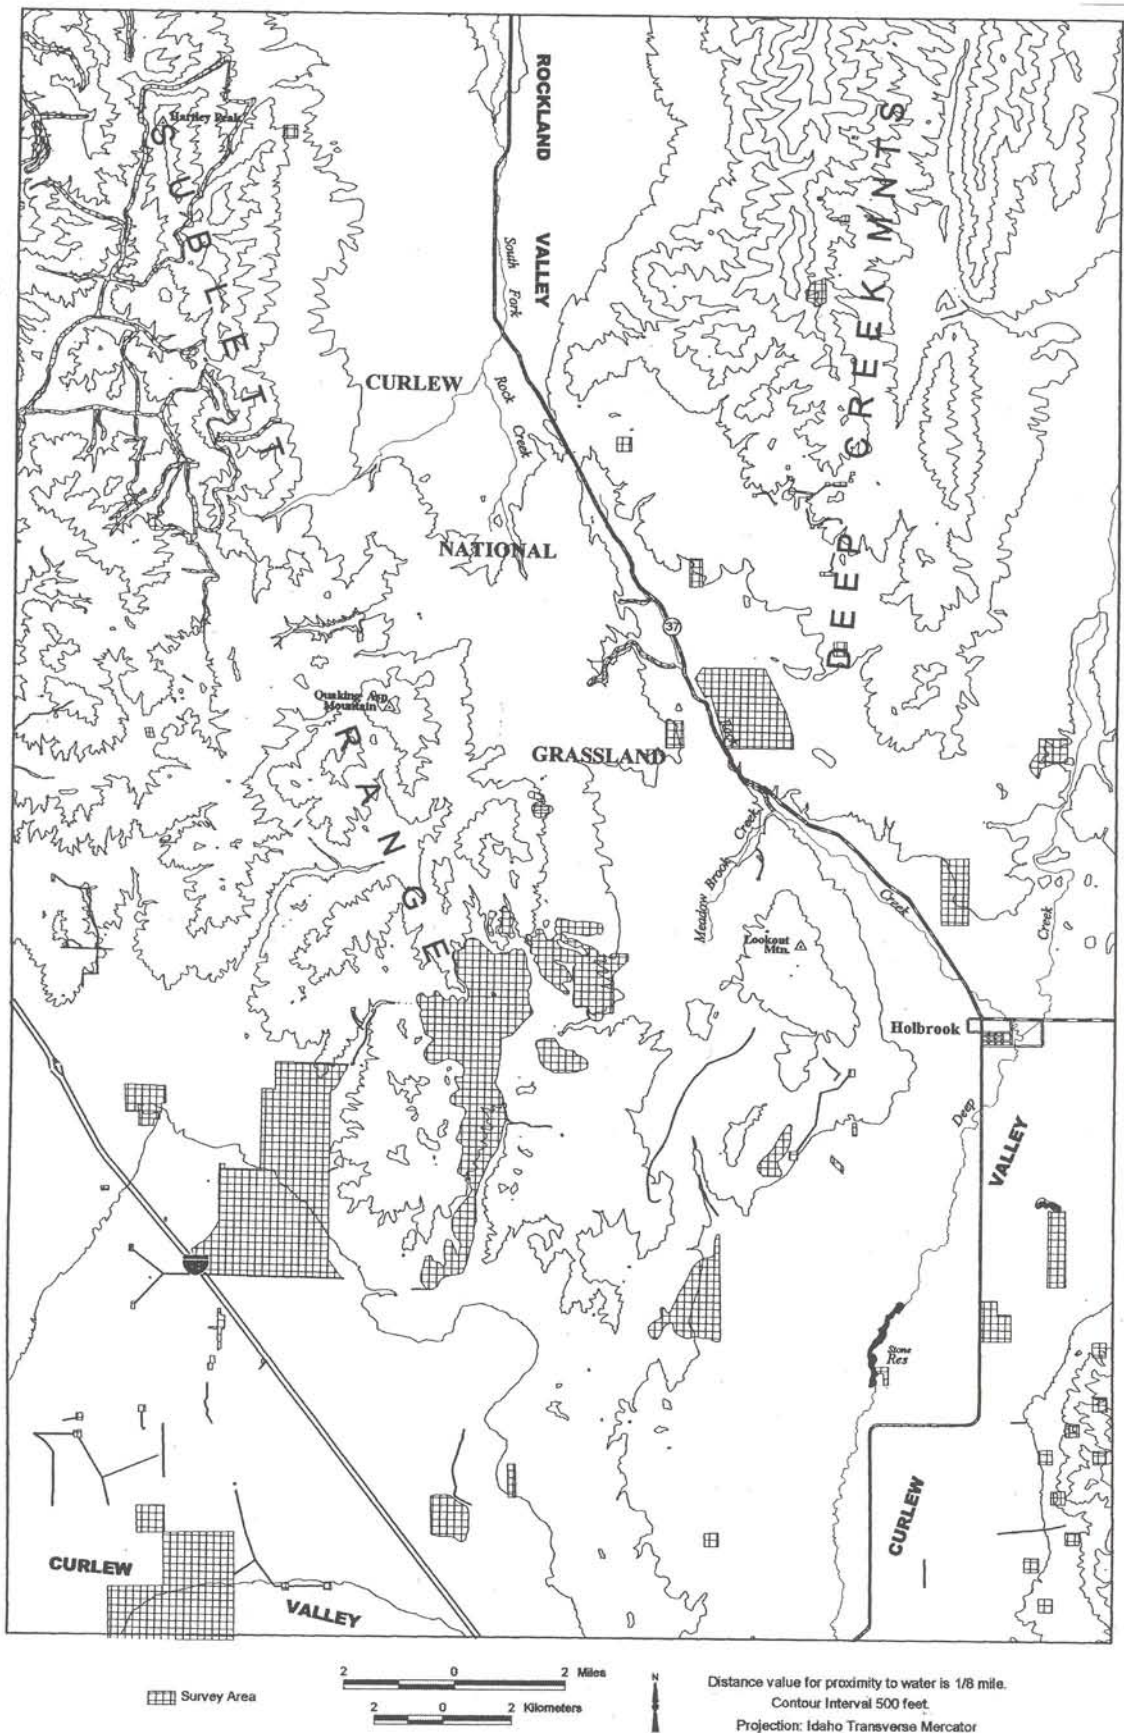 ROCKLAND
VALLEY
Hartley Peak
SUBLETT
RANGE
DEEP CREEK MNTS
South Fork
Rock
Creek
CURLEW
NATIONAL
GRASSLAND
37
Quaking Asp
Mountain
Meadow Brook Creek
Creek
Creek
Lookout
Mtn.
Holbrook
Deep
VALLEY
CURLEW
Stone
Res
CURLEW
VALLEY
Survey Area
2 0 2 Miles
2 0 2 Kilometers
N
Distance value for proximity to water is 1/8 mile.
Contour Interval 500 feet.
Projection: Idaho Transverse Mercator